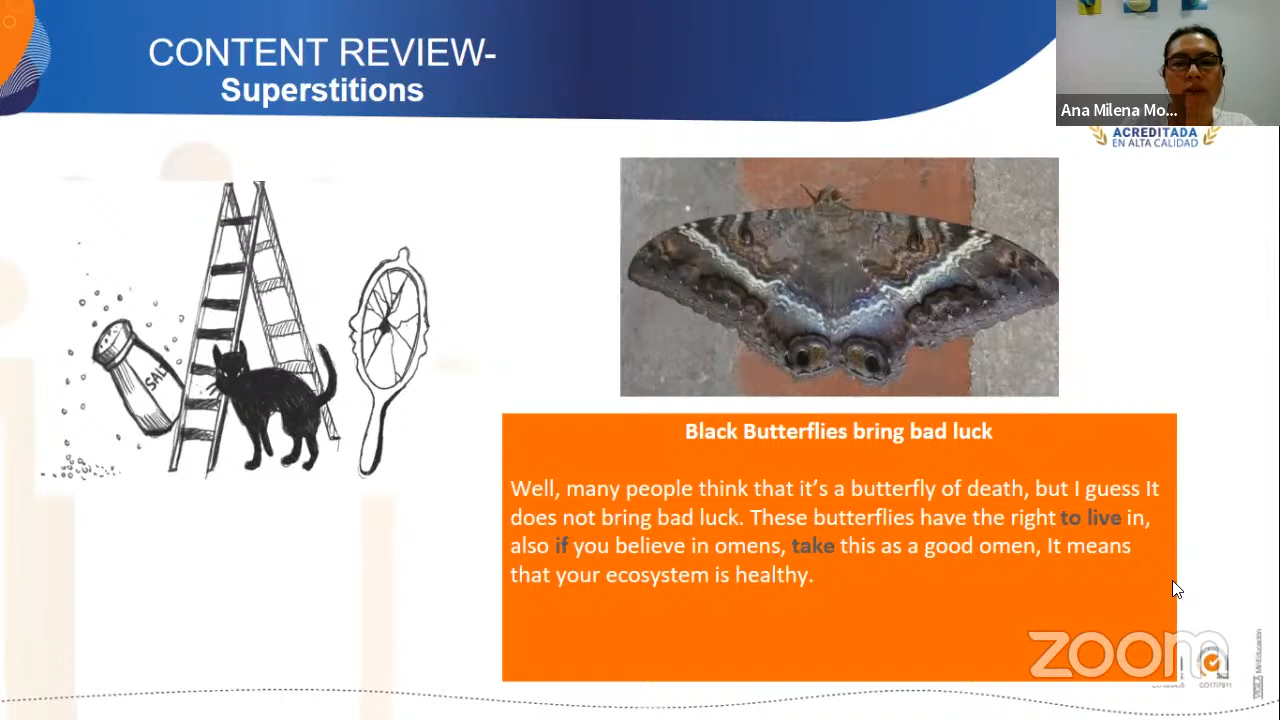 CONTENT REVIEW-
Superstitions
Ana Milena Mo...
ACREDITADA
EN ALTA CALIDAD
SALT
Black Butterflies bring bad luck
Well, many people think that it's a butterfly of death, but I guess It
does not bring bad luck. These butterflies have the right to live in,
also if you believe in omens, take this as a good omen, It means
that your ecosystem is healthy.
zoom